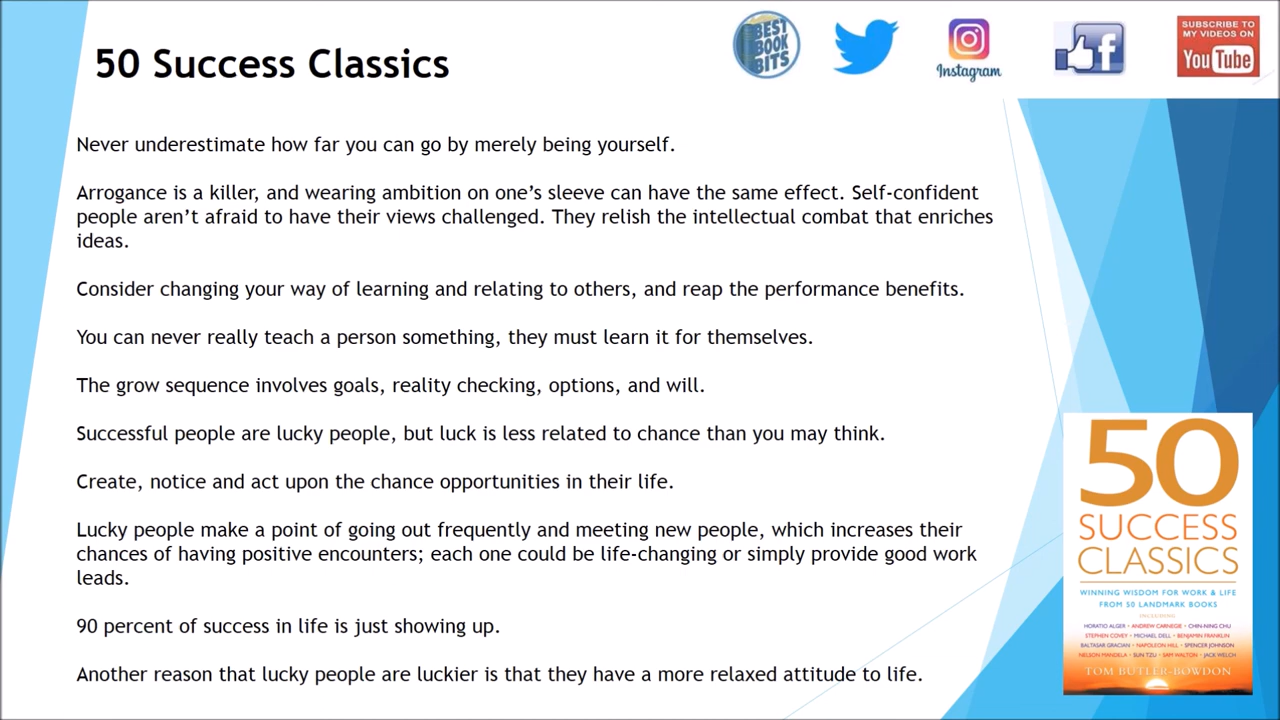 50 Success Classics
BEST
BOOK
BITS
Instagram
f
SUBSCRIBE TO
MY VIDEOS ON
YouTube
Never underestimate how far you can go by merely being yourself.
Arrogance is a killer, and wearing ambition on one’s sleeve can have the same effect. Self-confident
people aren’t afraid to have their views challenged. They relish the intellectual combat that enriches
ideas.
Consider changing your way of learning and relating to others, and reap the performance benefits.
You can never really teach a person something, they must learn it for themselves.
The grow sequence involves goals, reality checking, options, and will.
Successful people are lucky people, but luck is less related to chance than you may think.
Create, notice and act upon the chance opportunities in their life.
Lucky people make a point of going out frequently and meeting new people, which increases their
chances of having positive encounters; each one could be life-changing or simply provide good work
leads.
90 percent of success in life is just showing up.
Another reason that lucky people are luckier is that they have a more relaxed attitude to life.
50
SUCCESS
CLASSICS
WINNING WISDOM FOR WORK & LIFE
FROM 50 LANDMARK BOOKS
INCLUDING
HORATIO ALGER • ANDREW CARNEGIE • CHIN-NING CHU
STEPHEN COVEY • MICHAEL DELL • BENJAMIN FRANKLIN
BALTASAR GRACIAN • NAPOLEON HILL • SPENCER JOHNSON
NELSON MANDELA • SUN TZU • SAM WALTON • JACK WELCH
TOM BUTLER-BOWDON